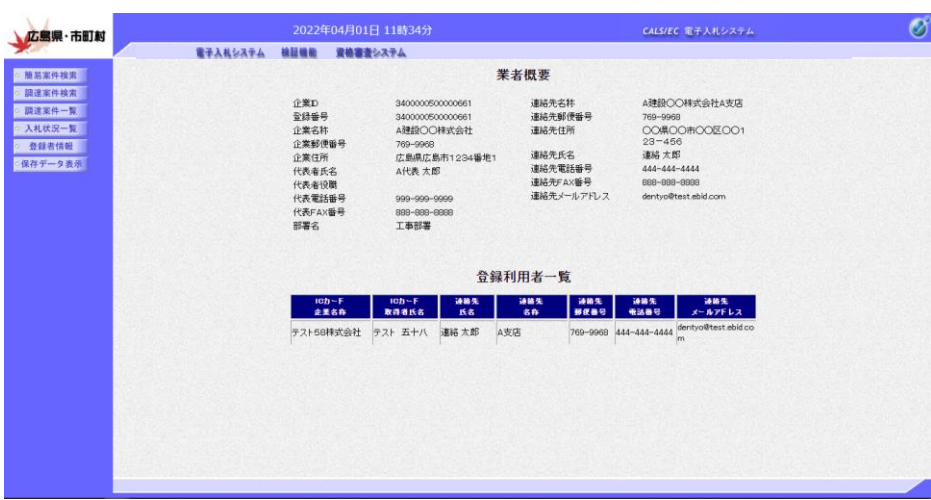 広島県・市町村
2022年04月01日 11時34分
CALS/EC 電子入札システム
電子入札システム 検証機能 資格審査システム
簡易案件検索
調達案件検索
調達案件一覧
入札状況一覧
登録者情報
保存データ表示
業者概要
企業ID 3400000500000661 連絡先名称 A建設〇〇株式会社A支店
登録番号 3400000500000661 連絡先郵便番号 769-9968
企業名称 A建設〇〇株式会社 連絡先住所 〇〇県〇〇市〇〇区〇〇1
企業郵便番号 769-9968 23-456
企業住所 広島県広島市1234番地1 連絡先氏名 連絡 太郎
代表者氏名 A代表 太郎 連絡先電話番号 444-444-4444
代表者役職 連絡先FAX番号 888-888-8888
代表電話番号 999-999-9999 連絡先メールアドレス dentyo@test.ebid.com
代表FAX番号 888-888-8888
部署名 工事部署
登録利用者一覧
ICカード ICカード 連絡先 連絡先 連絡先 連絡先 連絡先
企業名称 取得者氏名 氏名 名称 郵便番号 電話番号 メールアドレス
テスト58株式会社 テスト 五十八 連絡 太郎 A支店 769-9968 444-444-4444 dentyo@test.ebid.co
m